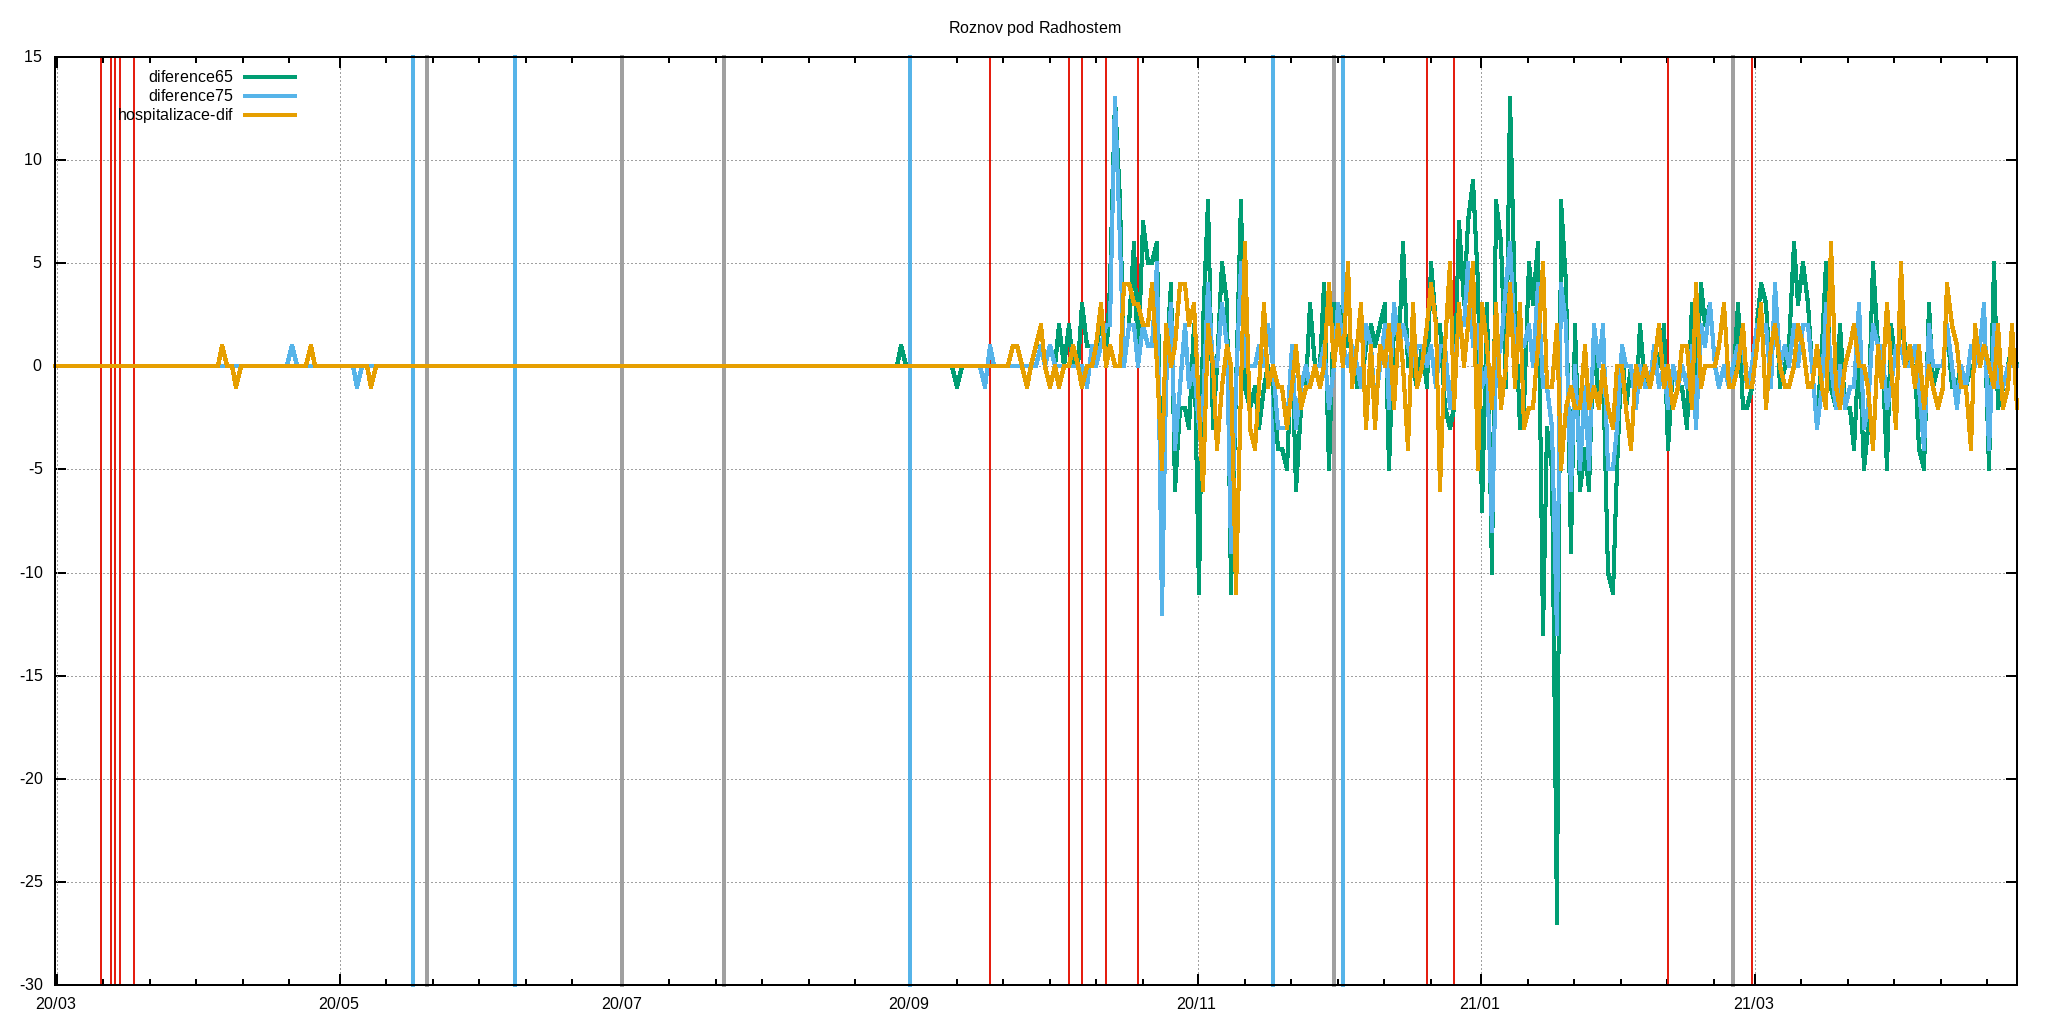 Roznov pod Radhostem
15
diference65
diference75
hospitalizace-dif
10
5
0
-5
-10
-15
-20
-25
-30
20/03 20/05 20/07 20/09 20/11 21/01 21/03